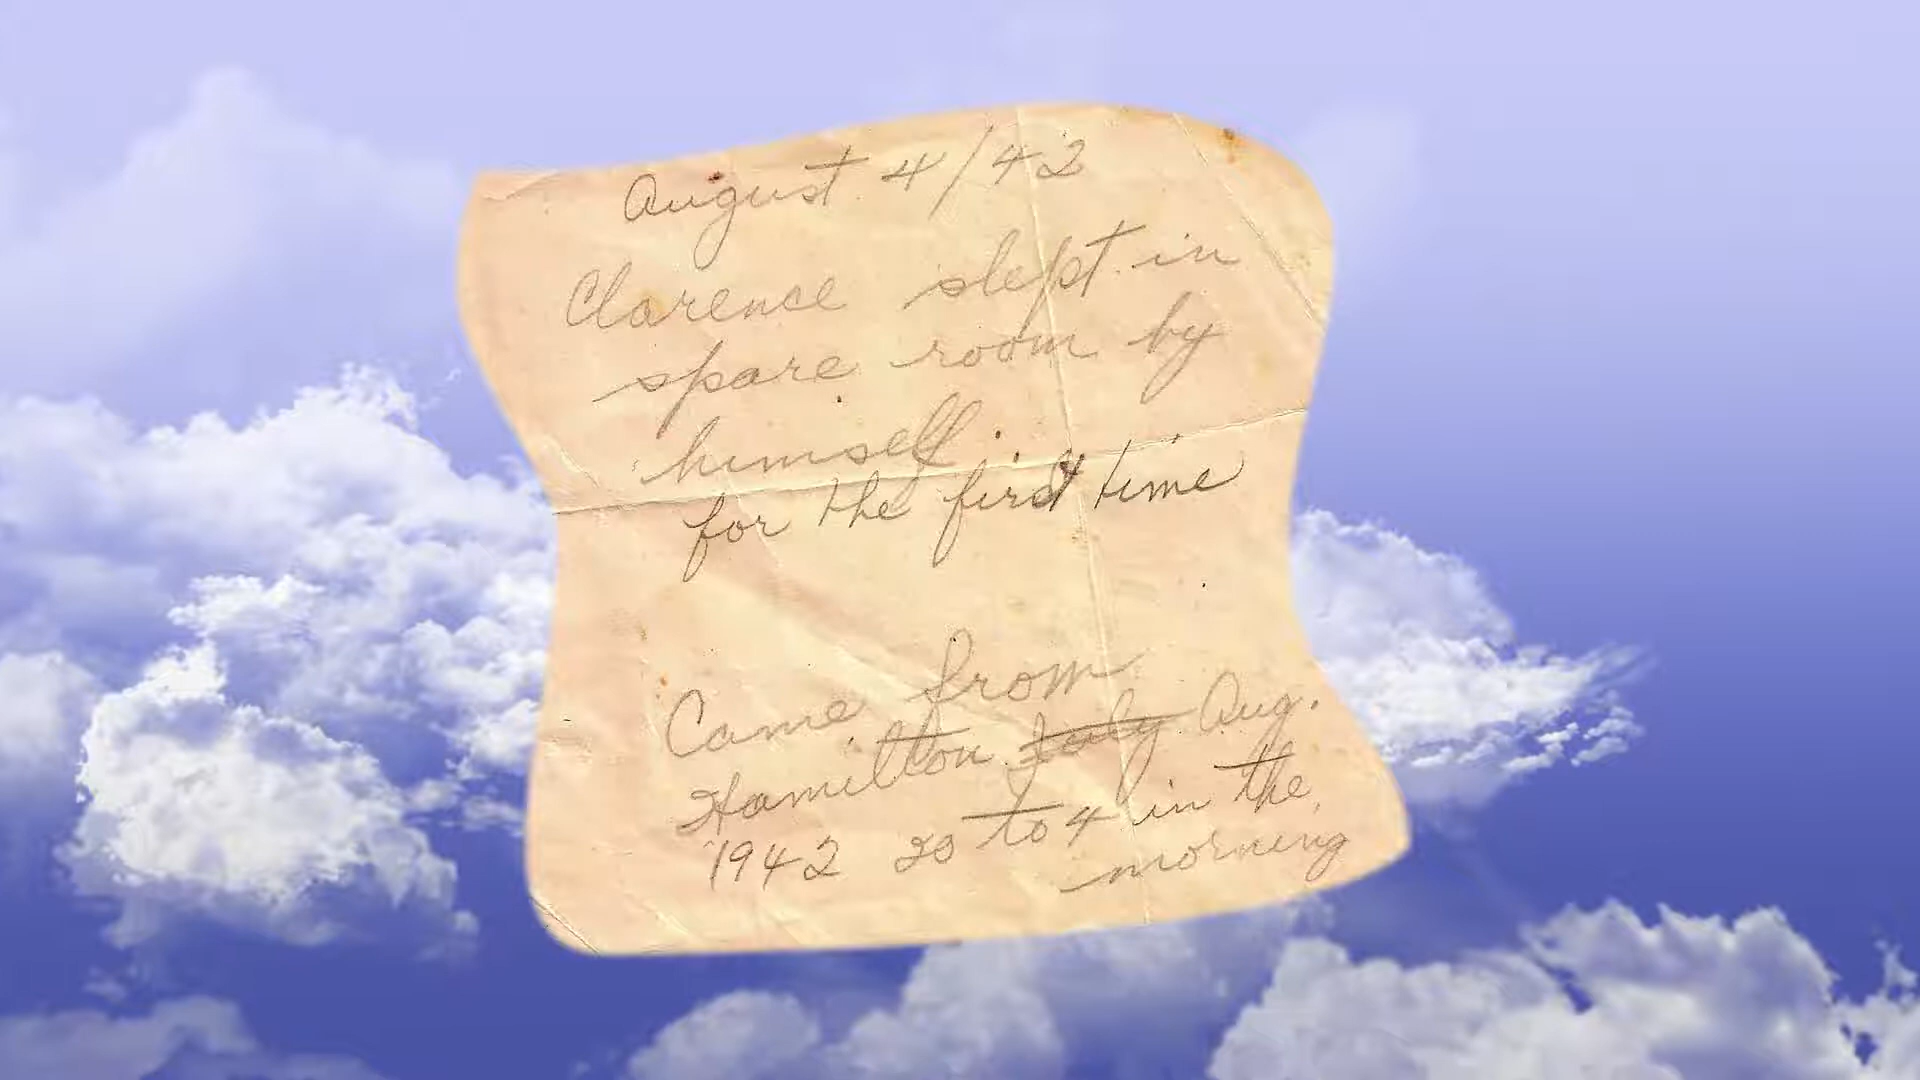 August 4/42
Clarence slept in
spare room by
himself.
for the first time
Came from
Hamilton July Aug.
1942 20 to 4 in the
morning